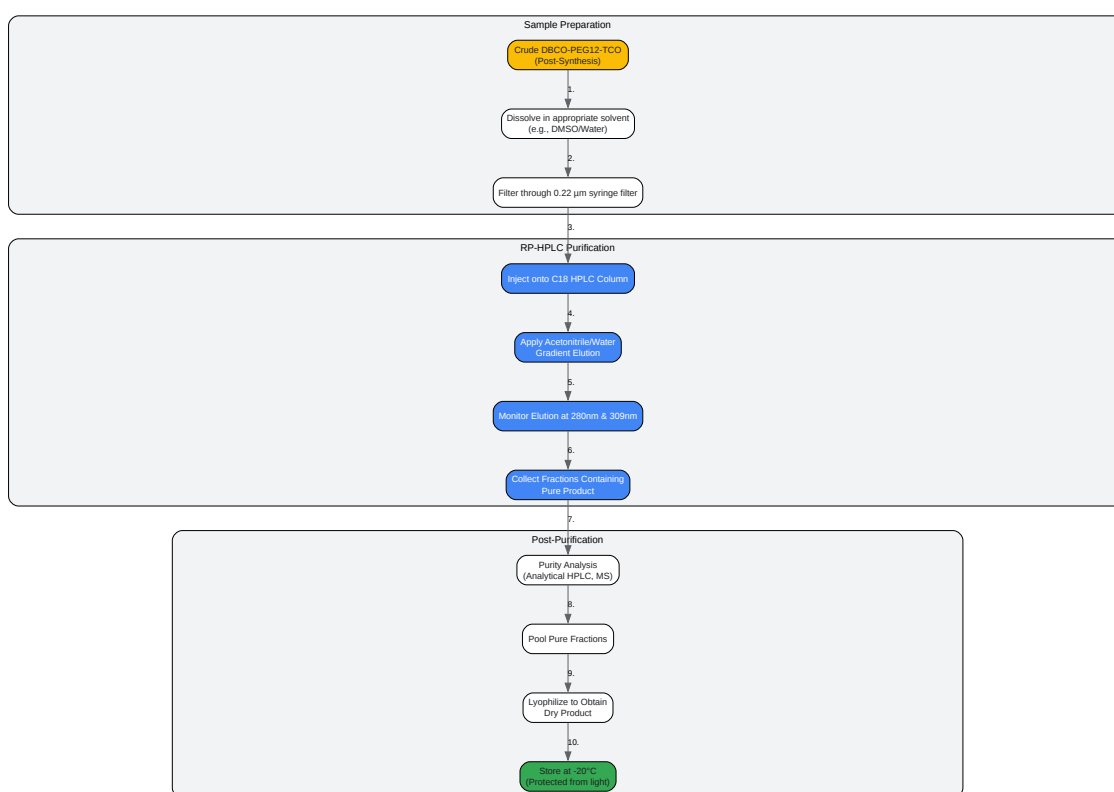 Sample Preparation
Crude DBCO-PEG12-TCO
(Post-Synthesis)
1.
Dissolve in appropriate solvent
(e.g., DMSO/Water)
2.
Filter through 0.22 µm syringe filter
3.
RP-HPLC Purification
Inject onto C18 HPLC Column
4.
Apply Acetonitrile/Water
Gradient Elution
5.
Monitor Elution at 280nm & 309nm
6.
Collect Fractions Containing
Pure Product
7.
Post-Purification
Purity Analysis
(Analytical HPLC, MS)
8.
Pool Pure Fractions
9.
Lyophilize to Obtain
Dry Product
10.
Store at -20°C
(Protected from light)